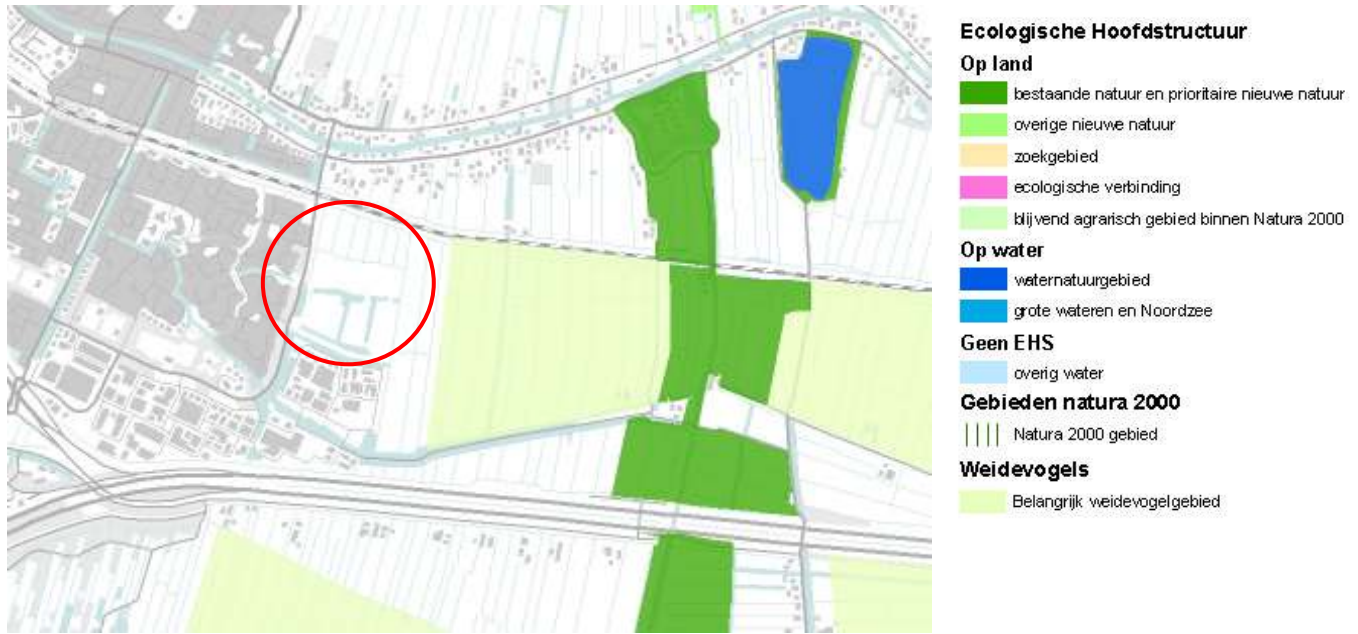 Ecologische Hoofdstructuur
Op land
bestaande natuur en prioritaire nieuwe natuur
overige nieuwe natuur
zoekgebied
ecologische verbinding
blijvend agrarisch gebied binnen Natura 2000
Op water
waternatuurgebied
grote wateren en Noordzee
Geen EHS
overig water
Gebieden natura 2000
Natura 2000 gebied
Weidevogels
Belangrijk weidevogelgebied